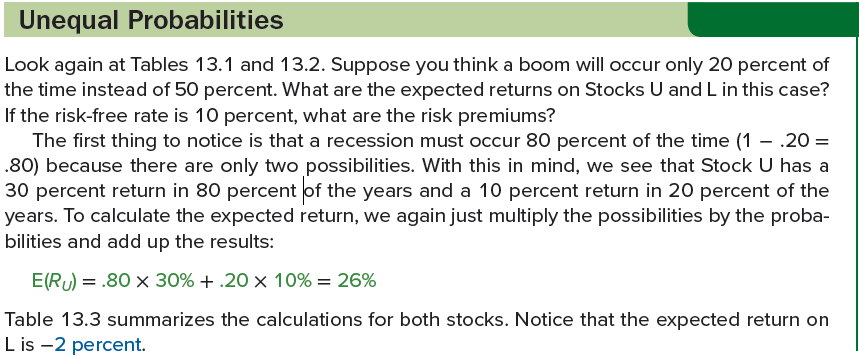 Unequal Probabilities
Look again at Tables 13.1 and 13.2. Suppose you think a boom will occur only 20 percent of
the time instead of 50 percent. What are the expected returns on Stocks U and L in this case?
If the risk-free rate is 10 percent, what are the risk premiums?
The first thing to notice is that a recession must occur 80 percent of the time (1 − .20 =
.80) because there are only two possibilities. With this in mind, we see that Stock U has a
30 percent return in 80 percent of the years and a 10 percent return in 20 percent of the
years. To calculate the expected return, we again just multiply the possibilities by the proba-
bilities and add up the results:
E(R_U) = .80 × 30% + .20 × 10% = 26%
Table 13.3 summarizes the calculations for both stocks. Notice that the expected return on
L is −2 percent.